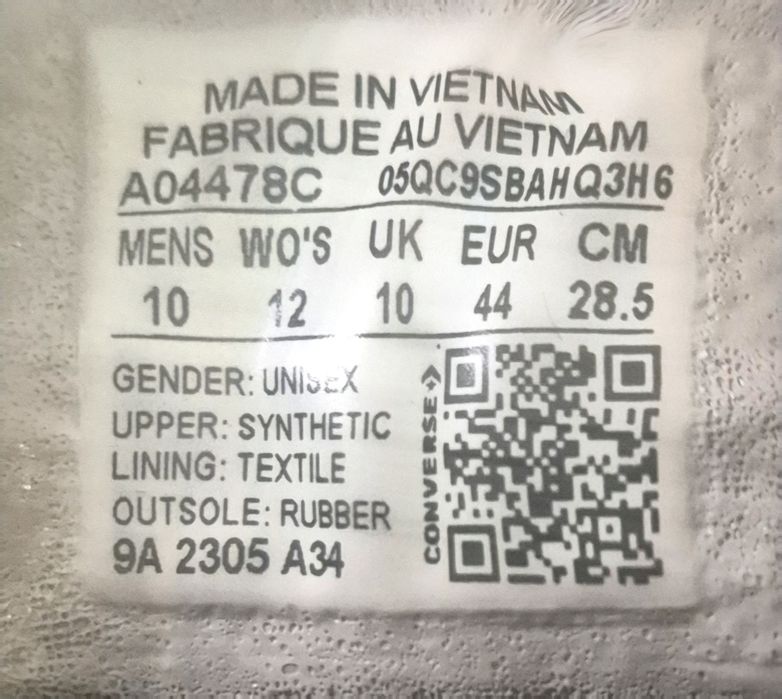 MADE IN VIETNAM
FABRIQUE AU VIETNAM
A04478C 05QC9SBAHQ3H6
MENS WO'S UK EUR CM
10 12 10 44 28.5
GENDER: UNISEX
UPPER: SYNTHETIC
LINING: TEXTILE
OUTSOLE: RUBBER
9A 2305 A34
CONVERSE